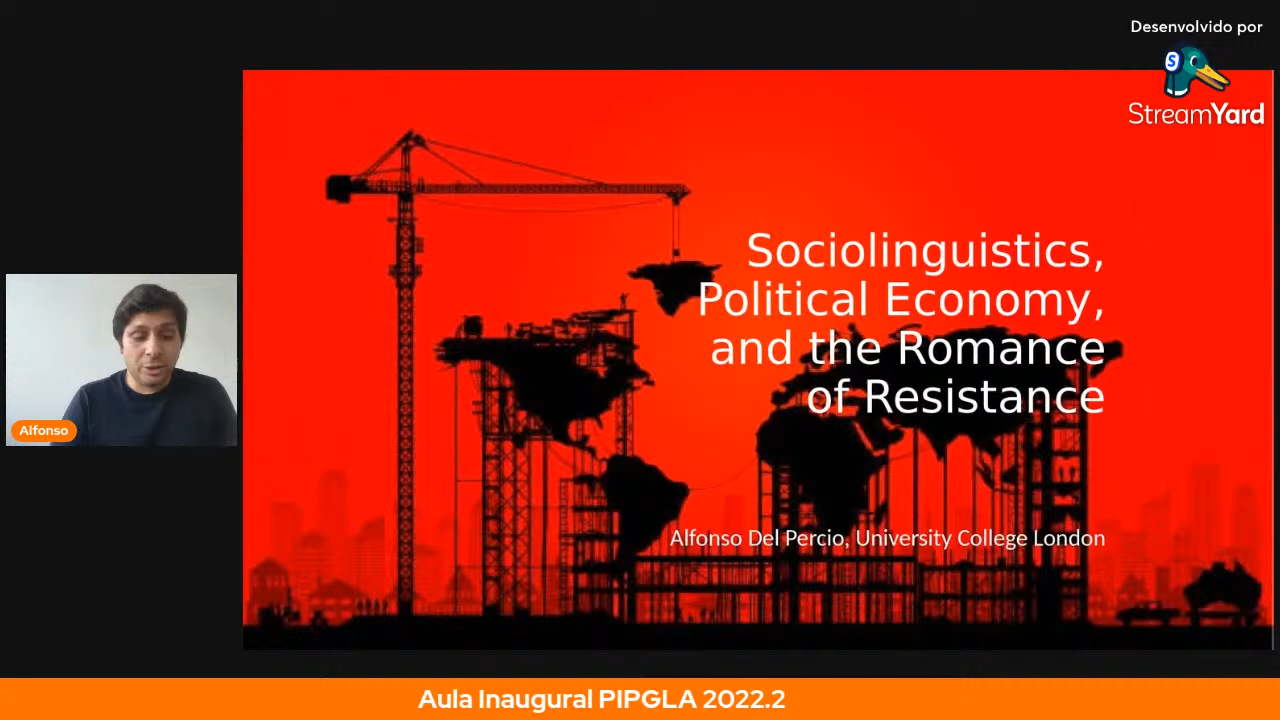 Desenvolvido por
StreamYard
Sociolinguistics,
Political Economy,
and the Romance
of Resistance
Alfonso
Alfonso Del Percio, University College London
Aula Inaugural PIPGLA 2022.2